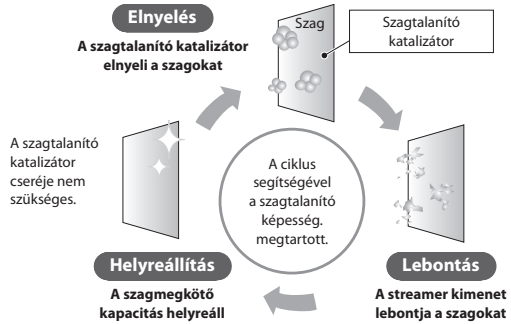 Elnyelés
A szagtalanító katalizátor
elnyeli a szagokat
Szag
Szagtalanító
katalizátor
A szagtalanító
katalizátor
cseréje nem
szükséges.
A ciklus
segítségével
a szagtalanító
képesség.
megtartott.
Helyreállítás
A szagmegkötő
kapacitás helyreáll
Lebontás
A streamer kimenet
lebontja a szagokat